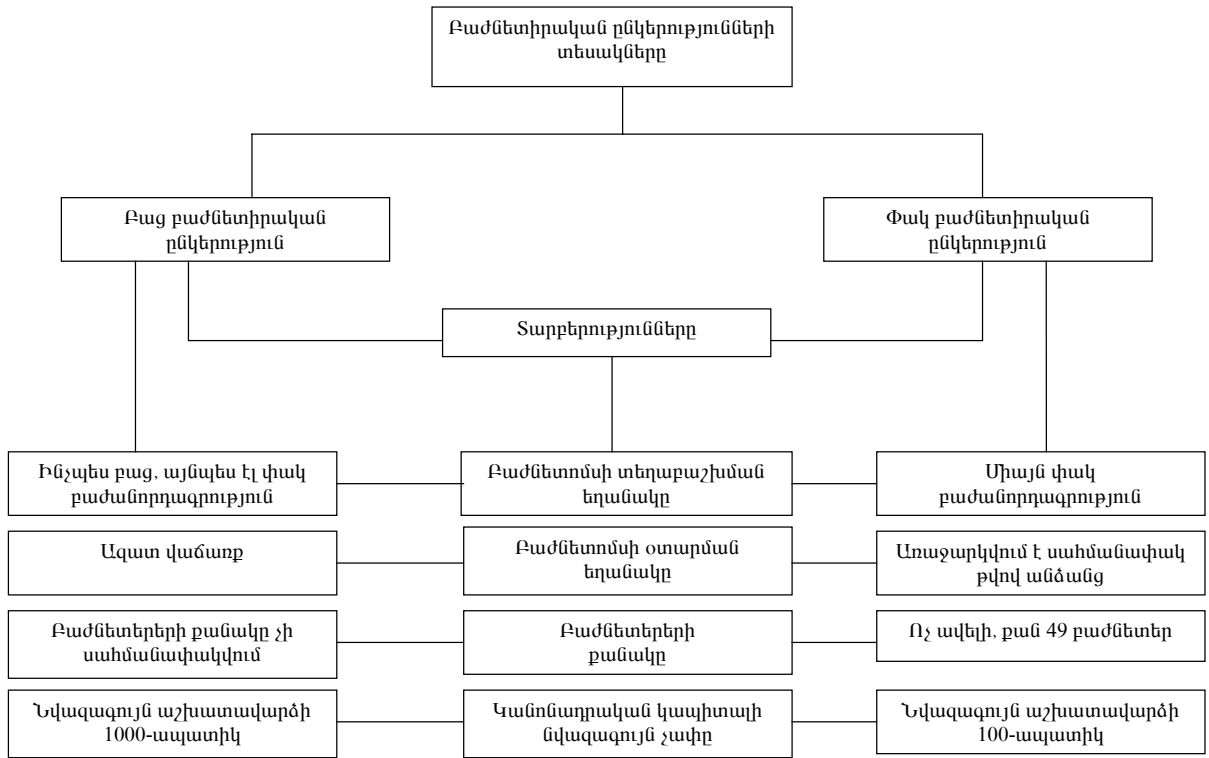 Բաժնետիրական ընկերությունների
տեսակները
Բաց բաժնետիրական
ընկերություն
Փակ բաժնետիրական
ընկերություն
Տարբերությունները
Ինչպես բաց, այնպես էլ փակ
բաժանորդագրություն
Բաժնետոմսի տեղաբաշխման
եղանակը
Միայն փակ
բաժանորդագրություն
Ազատ վաճառք
Բաժնետոմսի օտարման
եղանակը
Առաջարկվում է սահմանափակ
թվով անձանց
Բաժնետերերի քանակը չի
սահմանափակվում
Բաժնետերերի
քանակը
Ոչ ավելի, քան 49 բաժնետեր
Նվազագույն աշխատավարձի
1000-ապատիկ
Կանոնադրական կապիտալի
նվազագույն չափը
Նվազագույն աշխատավարձի
100-ապատիկ